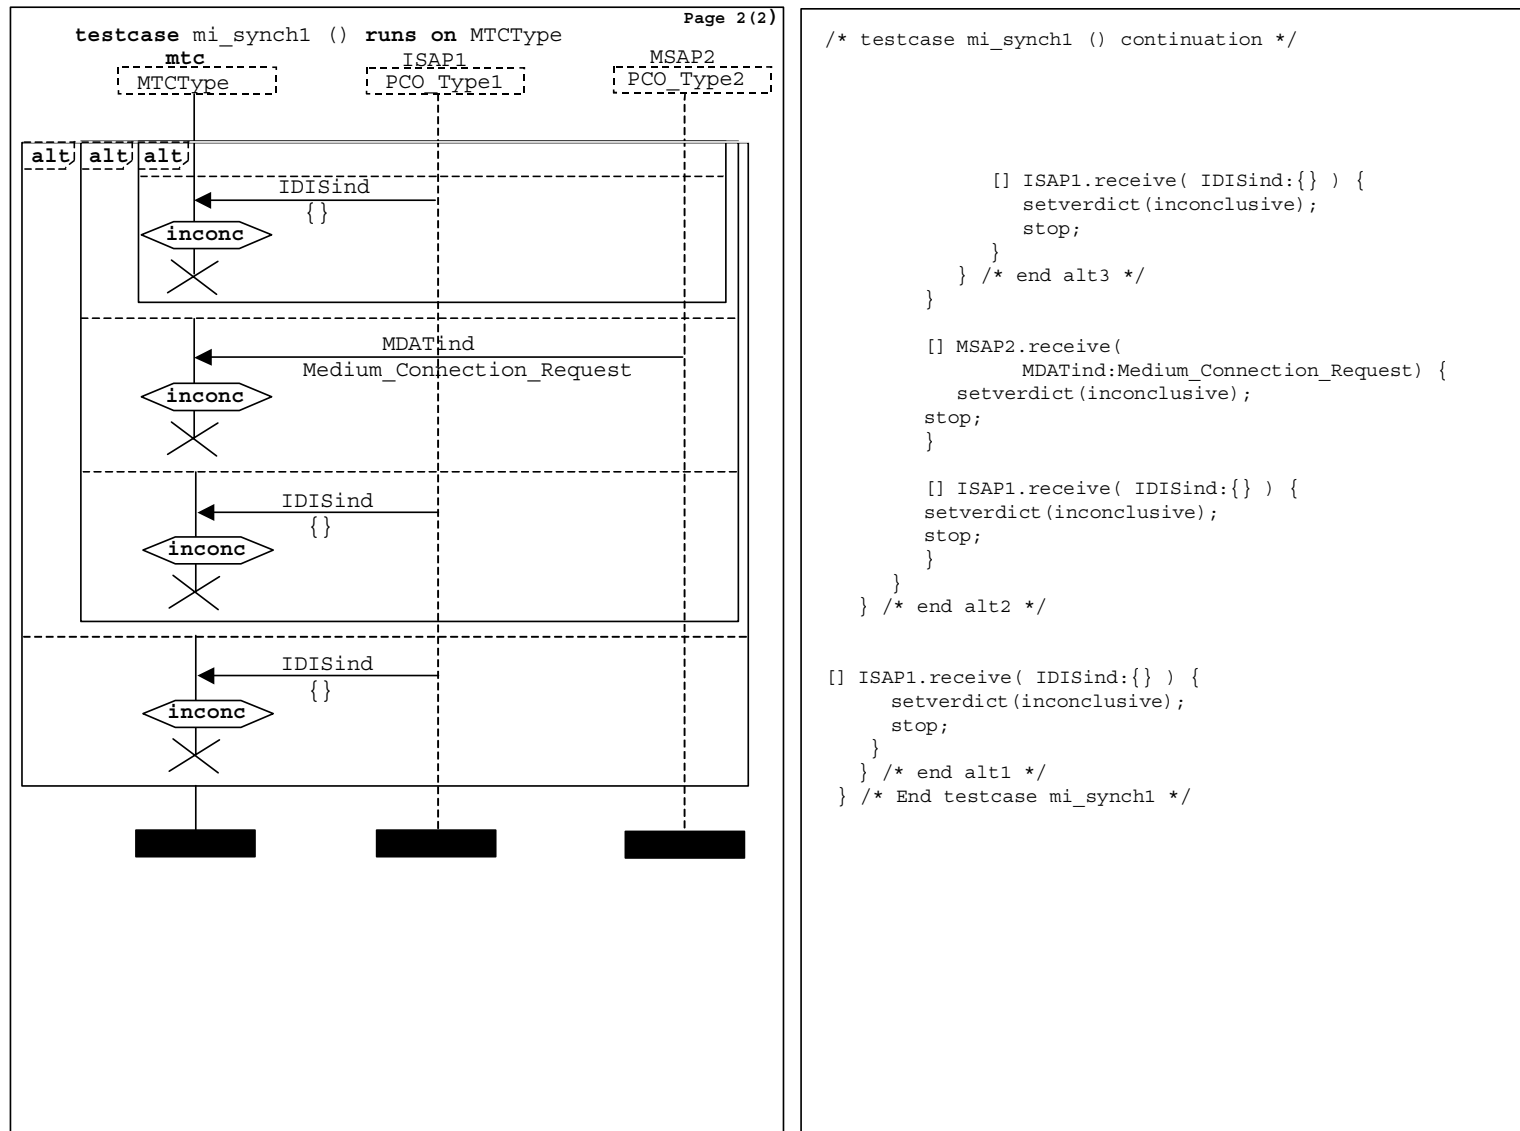 Page 2(2)
testcase mi_synch1 () runs on MTCType
mtc ISAP1 MSAP2
MTCType PCO_Type1 PCO_Type2
alt alt alt
IDISind
{}
inconc
MDATind
Medium_Connection_Request
inconc
IDISind
{}
inconc
IDISind
{}
inconc
/* testcase mi_synch1 () continuation */
[] ISAP1.receive( IDISind:{} ) {
setverdict(inconclusive);
stop;
}
} /* end alt3 */
}
[] MSAP2.receive(
MDATind:Medium_Connection_Request) {
setverdict(inconclusive);
stop;
}
[] ISAP1.receive( IDISind:{} ) {
setverdict(inconclusive);
stop;
}
}
} /* end alt2 */
[] ISAP1.receive( IDISind:{} ) {
setverdict(inconclusive);
stop;
}
} /* end alt1 */
} /* End testcase mi_synch1 */